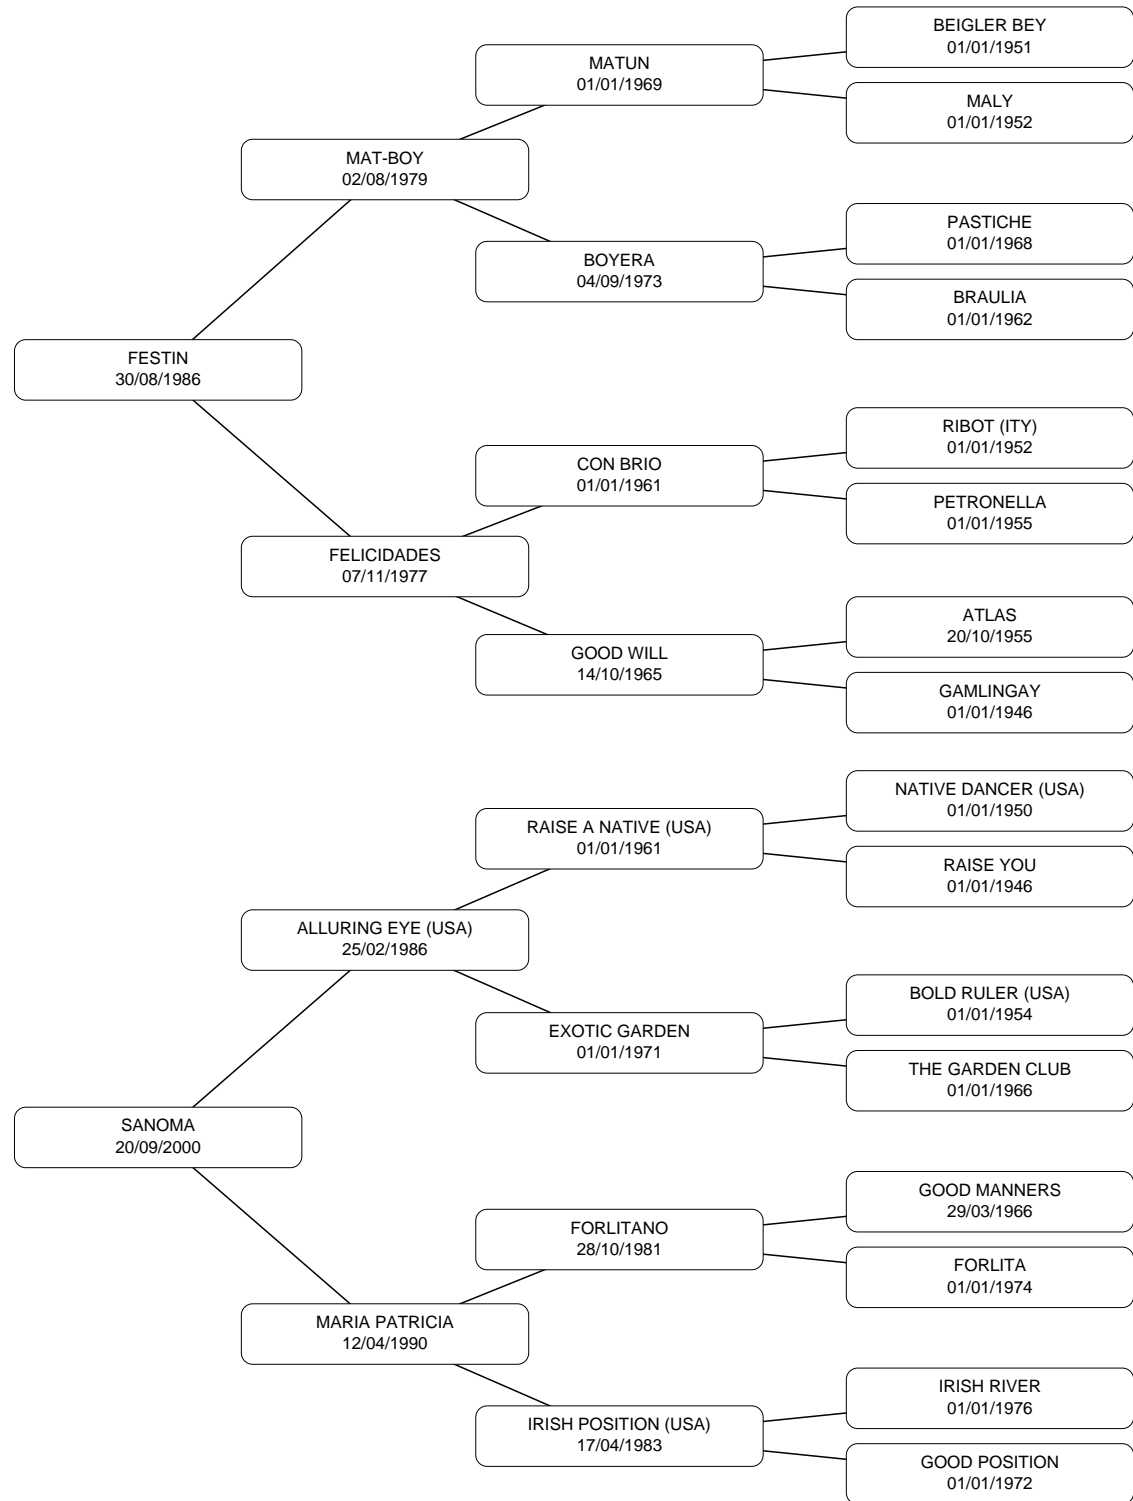 BEIGLER BEY
01/01/1951
MATUN
01/01/1969
MALY
01/01/1952
MAT-BOY
02/08/1979
PASTICHE
01/01/1968
BOYERA
04/09/1973
BRAULIA
01/01/1962
FESTIN
30/08/1986
RIBOT (ITY)
01/01/1952
CON BRIO
01/01/1961
PETRONELLA
01/01/1955
FELICIDADES
07/11/1977
ATLAS
20/10/1955
GOOD WILL
14/10/1965
GAMLINGAY
01/01/1946
NATIVE DANCER (USA)
01/01/1950
RAISE A NATIVE (USA)
01/01/1961
RAISE YOU
01/01/1946
ALLURING EYE (USA)
25/02/1986
BOLD RULER (USA)
01/01/1954
EXOTIC GARDEN
01/01/1971
THE GARDEN CLUB
01/01/1966
SANOMA
20/09/2000
GOOD MANNERS
29/03/1966
FORLITANO
28/10/1981
FORLITA
01/01/1974
MARIA PATRICIA
12/04/1990
IRISH RIVER
01/01/1976
IRISH POSITION (USA)
17/04/1983
GOOD POSITION
01/01/1972